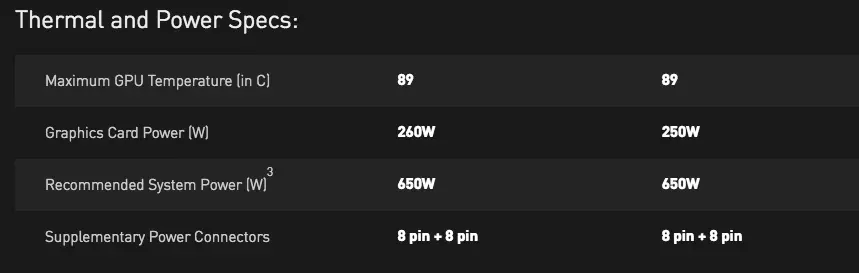 Thermal and Power Specs:
Maximum GPU Temperature (in C) 89 89
Graphics Card Power (W) 260W 250W
Recommended System Power (W)3 650W 650W
Supplementary Power Connectors 8 pin + 8 pin 8 pin + 8 pin